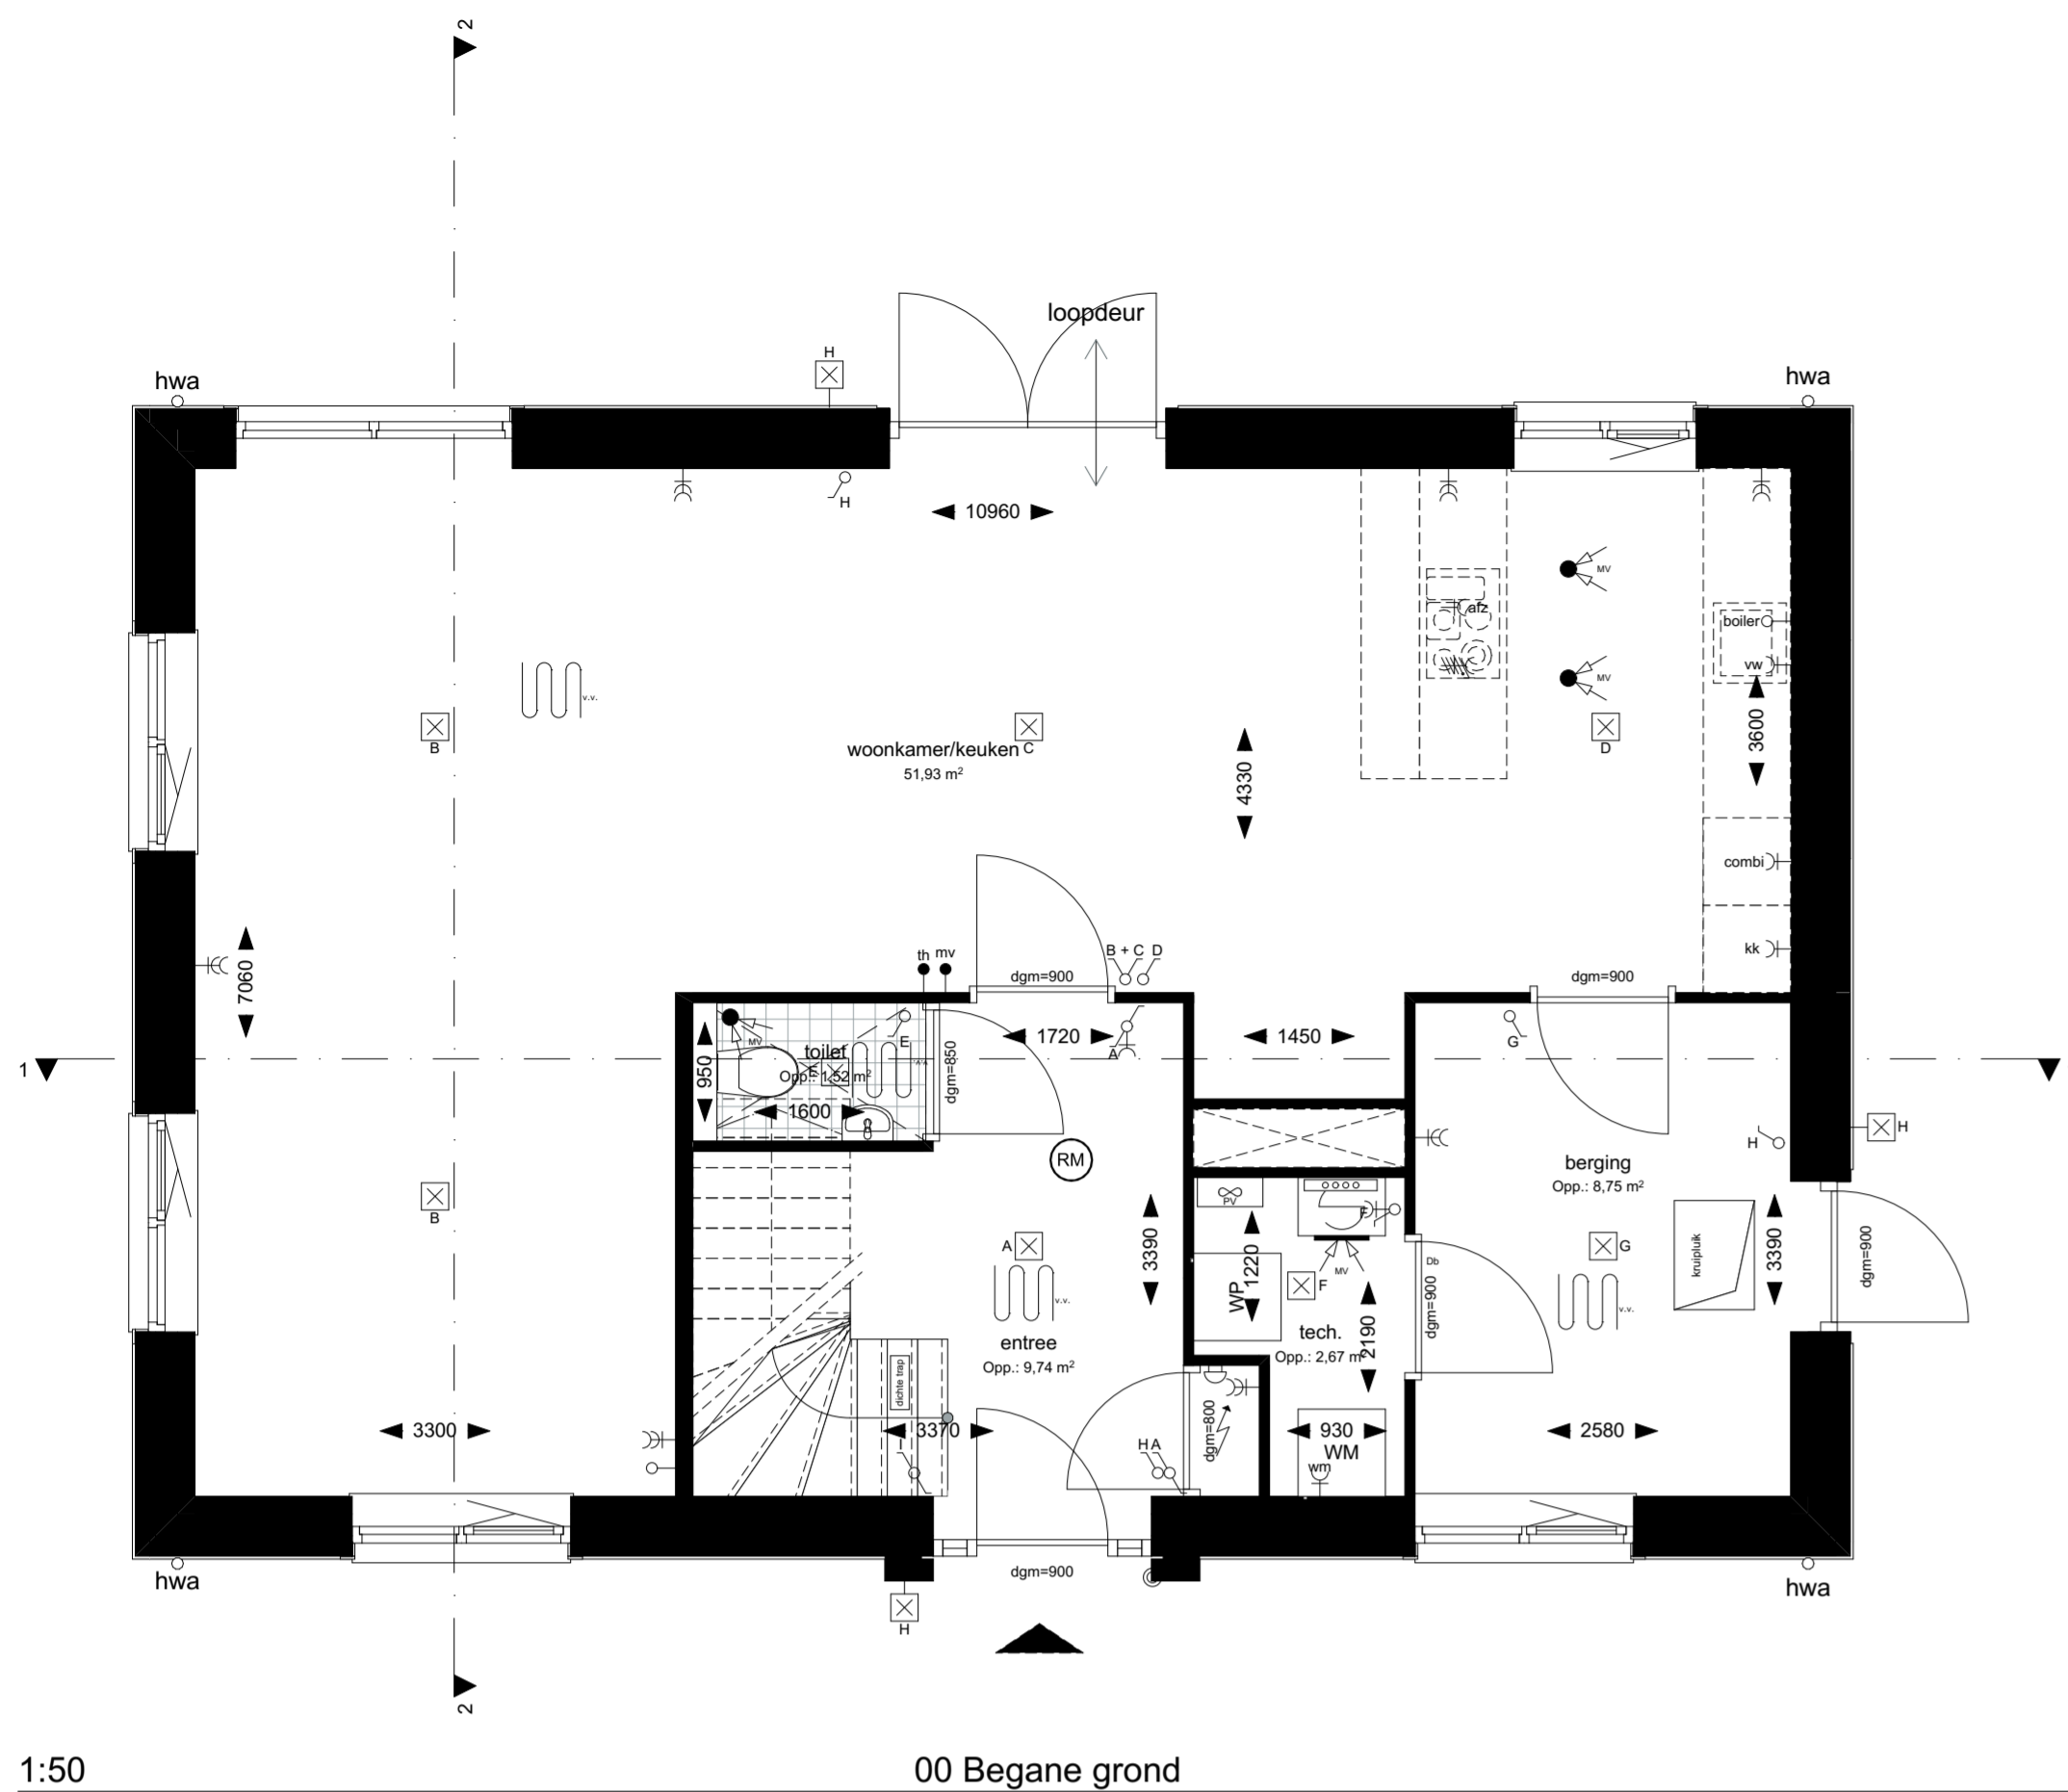 2
loopdeur
H
hwa
hwa
H
10960
MV
afz
boiler
MV
vw
v.v.
B
woonkamer/keuken
C
D
3600
51,93 m²
4330
combi
kk
th
mv
B + C
D
dgm=900
dgm=900
7060
1
950
MV
toilet
E
E
Opp.: 1,52 m²
1600
dgm=850
1720
A
1450
G
H
H
RM
berging
Opp.: 8,75 m²
B
PV
F
1220
WP
A
3390
F
MV
Db
dgm=900
G
kruipluik
3390
dgm=900
v.v.
v.v.
entree
Opp.: 9,74 m²
tech.
Opp.: 2,67 m²
2190
dichte trap
3300
3370
I
H A
dgm=800
930
WM
wm
2580
hwa
dgm=900
hwa
H
2
1:50
00 Begane grond